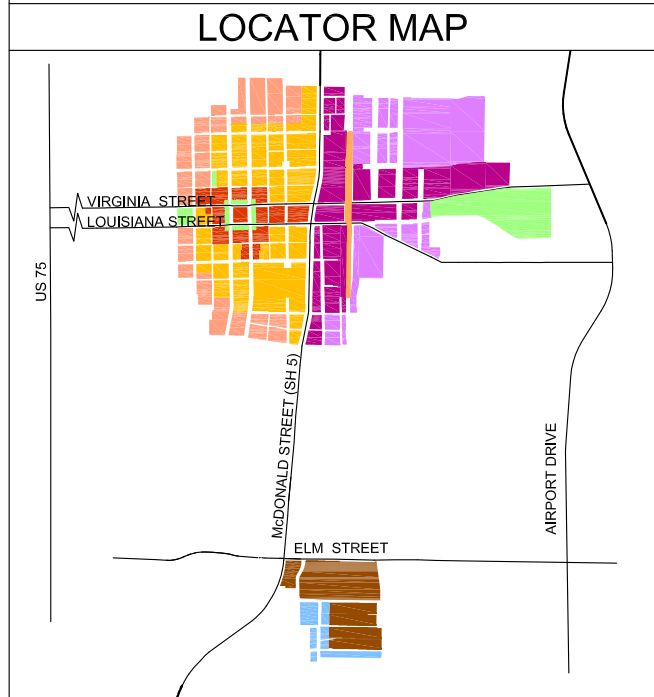 LOCATOR MAP
VIRGINIA STREET
LOUISIANA STREET
US 75
McDONALD STREET (SH 5)
AIRPORT DRIVE
ELM STREET